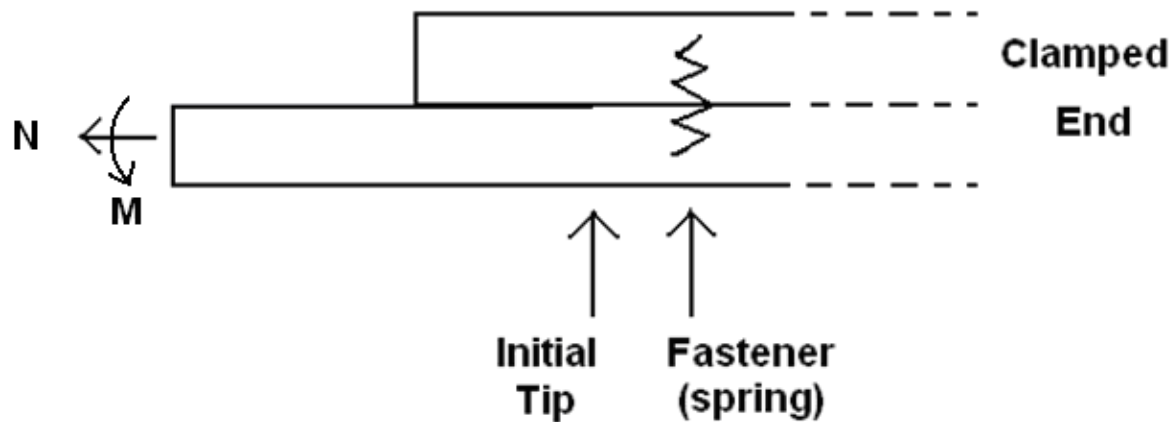 Clamped
End
N
M
Initial
Tip
Fastener
(spring)